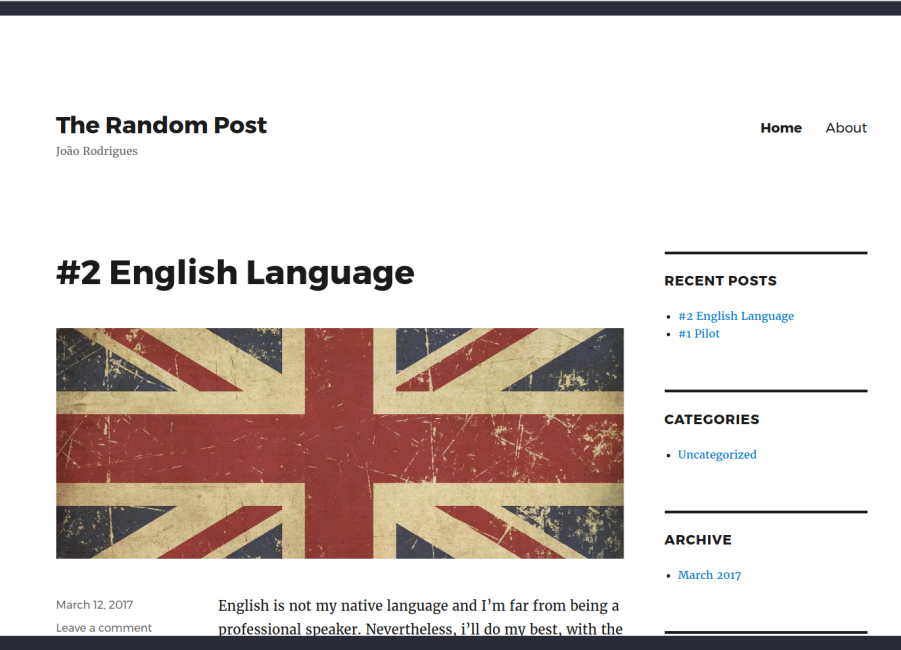 The Random Post
João Rodrigues
Home About
#2 English Language
March 12, 2017
Leave a comment
English is not my native language and I'm far from being a
professional speaker. Nevertheless, i'll do my best, with the
RECENT POSTS
#2 English Language
#1 Pilot
CATEGORIES
Uncategorized
ARCHIVE
March 2017